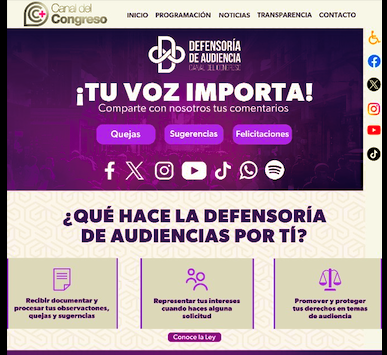 Canal del
Congreso
INICIO PROGRAMACIÓN NOTICIAS TRANSPARENCIA CONTACTO
DEFENSORÍA
DE AUDIENCIA
CANAL DEL CONGRESO
¡TU VOZ IMPORTA!
Comparte con nosotros tus comentarios
Quejas Sugerencias Felicitaciones
¿QUÉ HACE LA DEFENSORÍA
DE AUDIENCIAS POR TÍ?
Recibir documentar y
procesar tus observactones,
quejas y sugerncias
Representar tus intereses
cuando haces alguna
solicitud
Promover y proteger
tus derechos en temas
de audiencia
Conoce la Ley